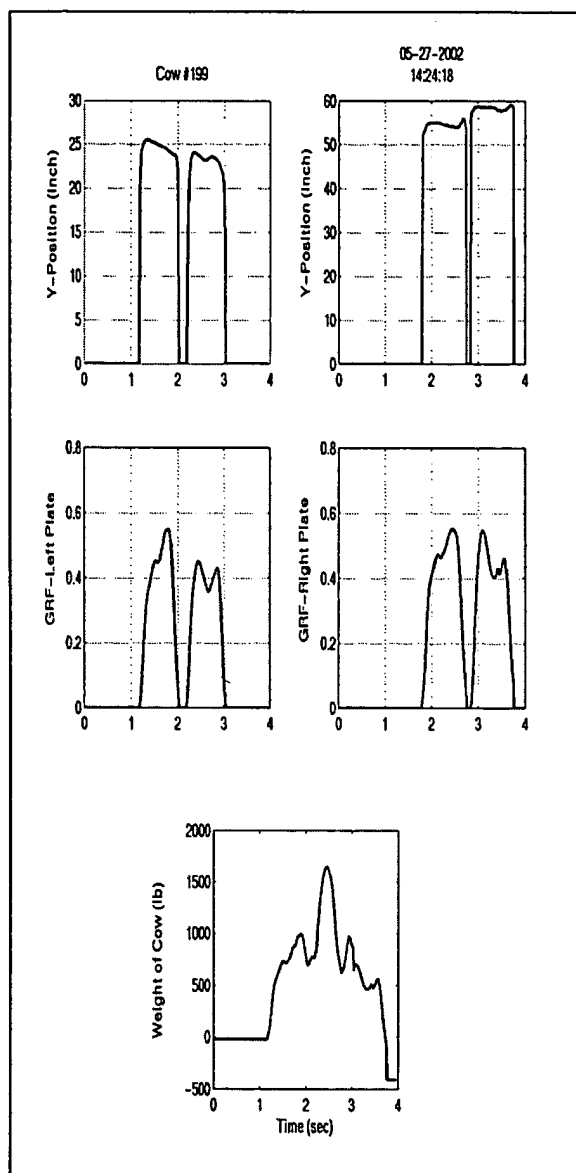 Cow #199
05-27-2002
14:24:18
Y-Position (Inch)
30
25
20
15
10
5
0
0 1 2 3 4
Y-Position (Inch)
60
50
40
30
20
10
0
0 1 2 3 4
GRF-Left Plate
0.8
0.6
0.4
0.2
0
0 1 2 3 4
GRF-Right Plate
0.8
0.6
0.4
0.2
0
0 1 2 3 4
Weight of Cow (lb)
2000
1500
1000
500
0
-500
0 1 2 3 4
Time (sec)